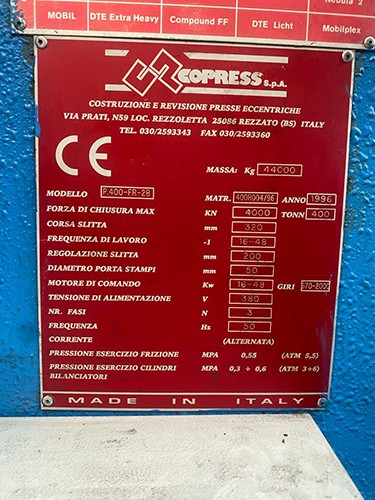 Nebula 2
MOBIL DTE Extra Heavy Compound FF DTE Licht Mobilplex
COPRESS S.p.A.
COSTRUZIONE E REVISIONE PRESSE ECCENTRICHE
VIA PRATI, N59 LOC. REZZOLETTA 25086 REZZATO (BS) ITALY
TEL. 030/2593343 FAX 030/2593360
CE
MASSA: Kg 44000
MODELLO P.400-FR-2B MATR. 400R004/96 ANNO 1996
FORZA DI CHIUSURA MAX KN 4000 TONN 400
CORSA SLITTA mm 320
FREQUENZA DI LAVORO -I 16-48
REGOLAZIONE SLITTA mm 200
DIAMETRO PORTA STAMPI mm 50
MOTORE DI COMANDO Kw 16-48 GIRI 670-2000
TENSIONE DI ALIMENTAZIONE V 380
NR. FASI N 3
FREQUENZA Hz 50
CORRENTE (ALTERNATA)
PRESSIONE ESERCIZIO FRIZIONE MPA 0,55 (ATM 5,5)
PRESSIONE ESERCIZIO CILINDRI MPA 0,3 ÷ 0,6 (ATM 3÷6)
BILANCIATORI
MADE IN ITALY